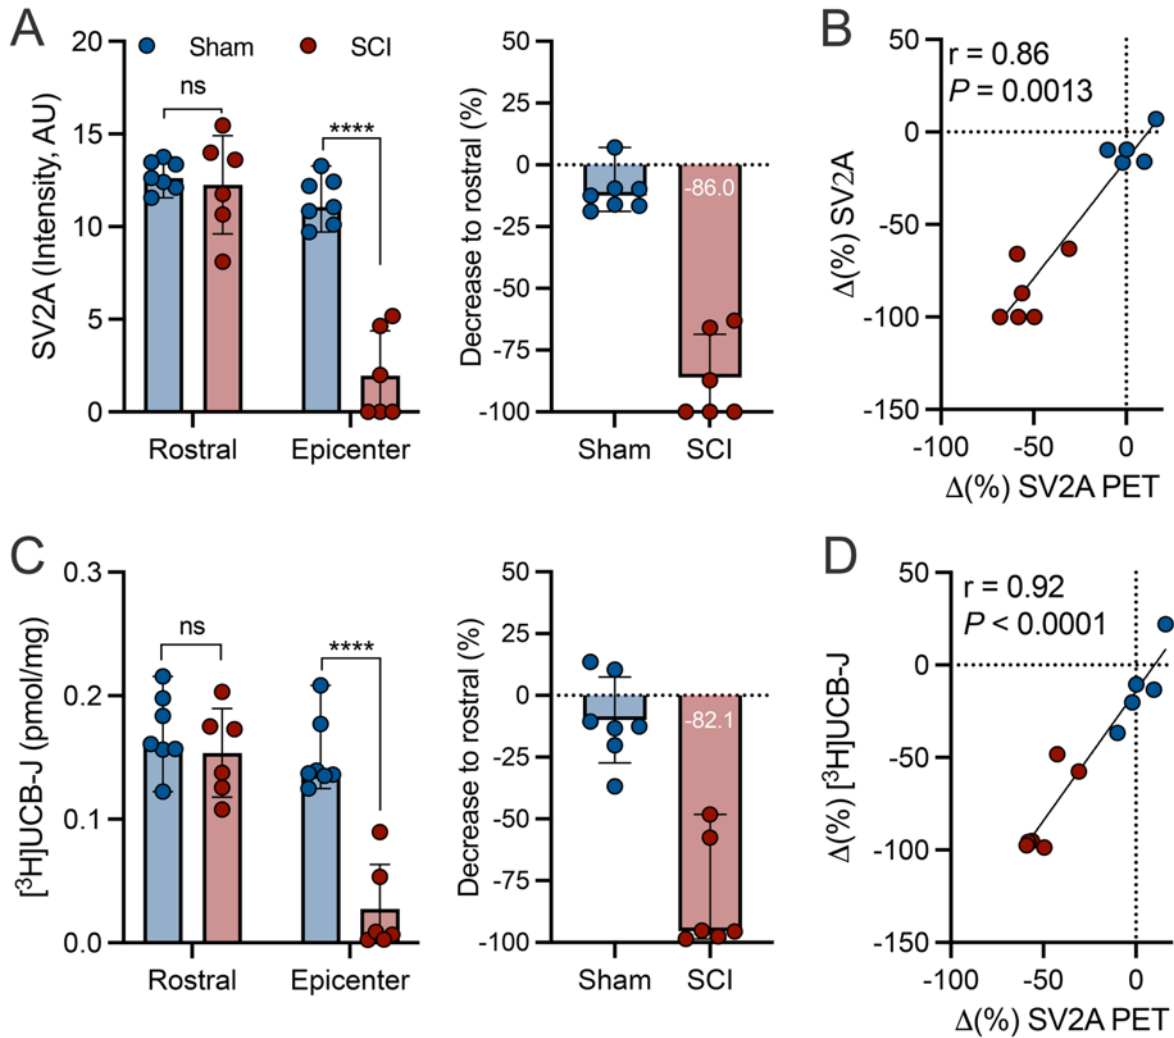 A
Sham
SCI
SV2A (Intensity, AU)
20
15
10
5
0
ns
****
Rostral
Epicenter
Decrease to rostral (%)
50
25
0
-25
-50
-75
-100
-86.0
Sham
SCI
B
r = 0.86
P = 0.0013
Δ(%) SV2A
50
0
-50
-100
-150
-100
-50
0
Δ(%) SV2A PET
C
[³H]UCB-J (pmol/mg)
0.3
0.2
0.1
0.0
ns
****
Rostral
Epicenter
Decrease to rostral (%)
50
25
0
-25
-50
-75
-100
-82.1
Sham
SCI
D
r = 0.92
P < 0.0001
Δ(%) [³H]UCB-J
50
0
-50
-100
-150
-100
-50
0
Δ(%) SV2A PET